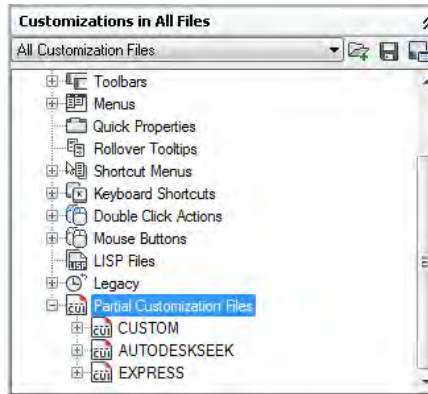 Customizations in All Files
All Customization Files
Toolbars
Menus
Quick Properties
Rollover Tooltips
Shortcut Menus
Keyboard Shortcuts
Double Click Actions
Mouse Buttons
LISP Files
Legacy
Partial Customization Files
CUSTOM
AUTODESKSEEK
EXPRESS